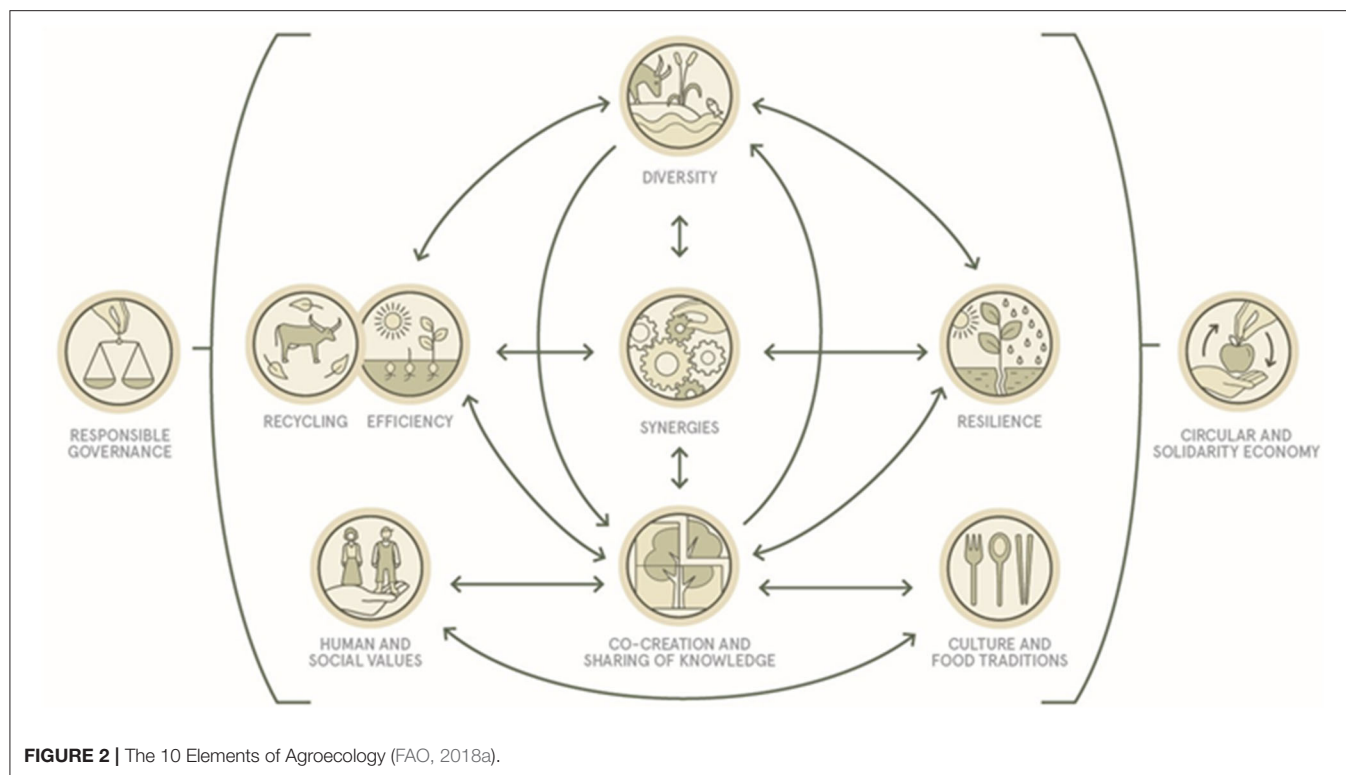 DIVERSITY
RECYCLING
EFFICIENCY
SYNERGIES
RESILIENCE
RESPONSIBLE
GOVERNANCE
CIRCULAR AND
SOLIDARITY ECONOMY
HUMAN AND
SOCIAL VALUES
CO-CREATION AND
SHARING OF KNOWLEDGE
CULTURE AND
FOOD TRADITIONS
FIGURE 2 | The 10 Elements of Agroecology (FAO, 2018a).